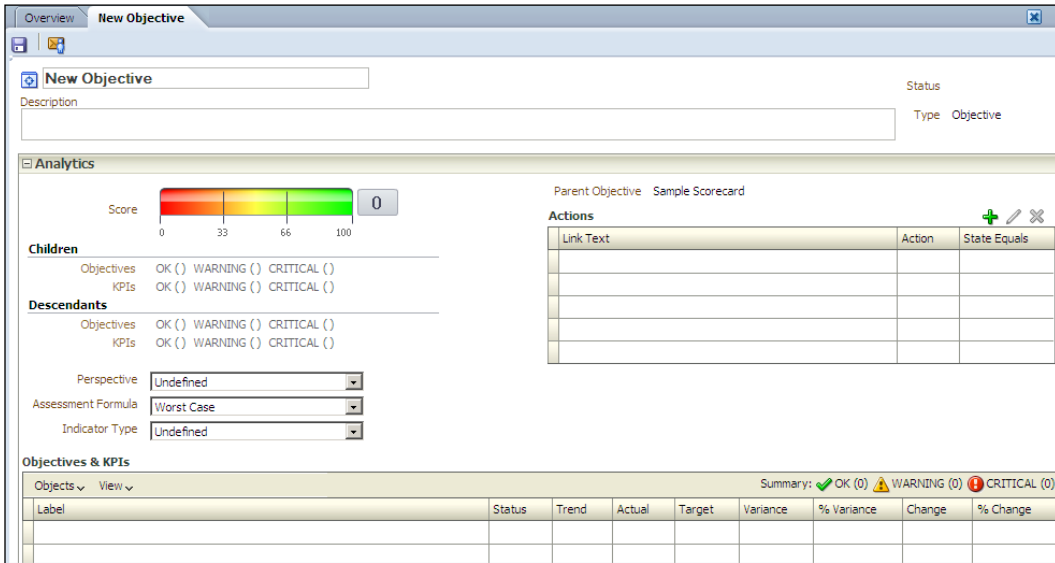 Overview New Objective
New Objective
Status
Description
Type Objective
Analytics
Score 0
0 33 66 100
Parent Objective Sample Scorecard
Actions
Link Text Action State Equals
Children
Objectives OK ( ) WARNING ( ) CRITICAL ( )
KPIs OK ( ) WARNING ( ) CRITICAL ( )
Descendants
Objectives OK ( ) WARNING ( ) CRITICAL ( )
KPIs OK ( ) WARNING ( ) CRITICAL ( )
Perspective Undefined
Assessment Formula Worst Case
Indicator Type Undefined
Objectives & KPIs
Objects View Summary: OK (0) WARNING (0) CRITICAL (0)
Label Status Trend Actual Target Variance % Variance Change % Change